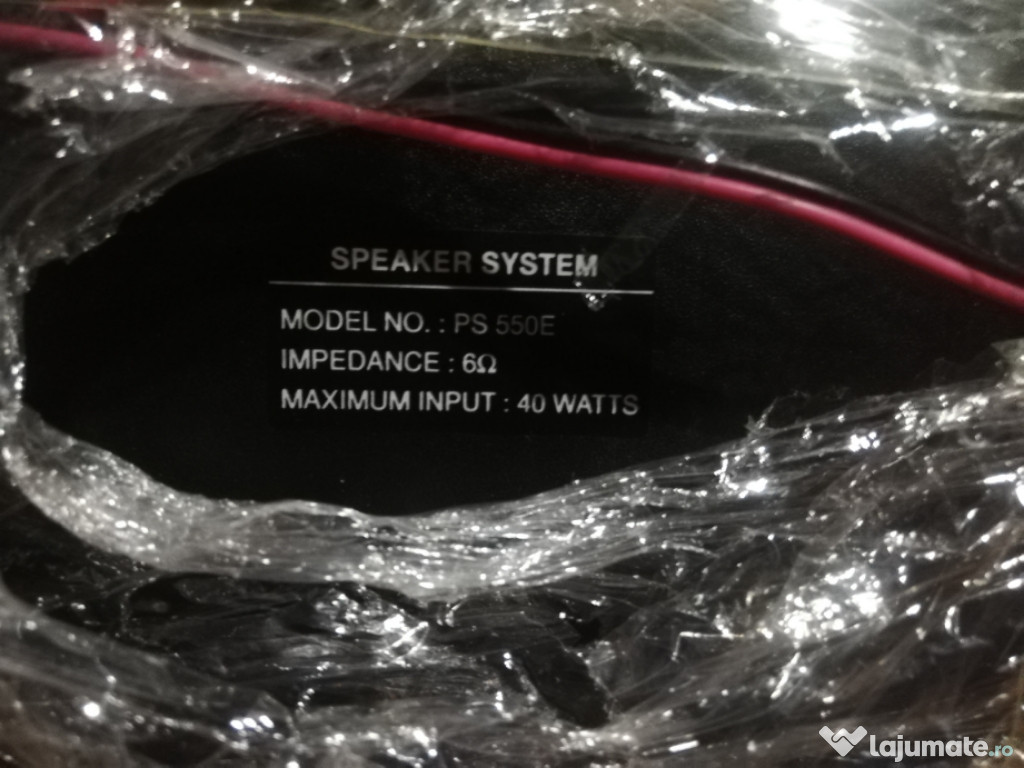 SPEAKER SYSTEM
MODEL NO. : PS 550E
IMPEDANCE : 6Ω
MAXIMUM INPUT : 40 WATTS
lajumate.ro